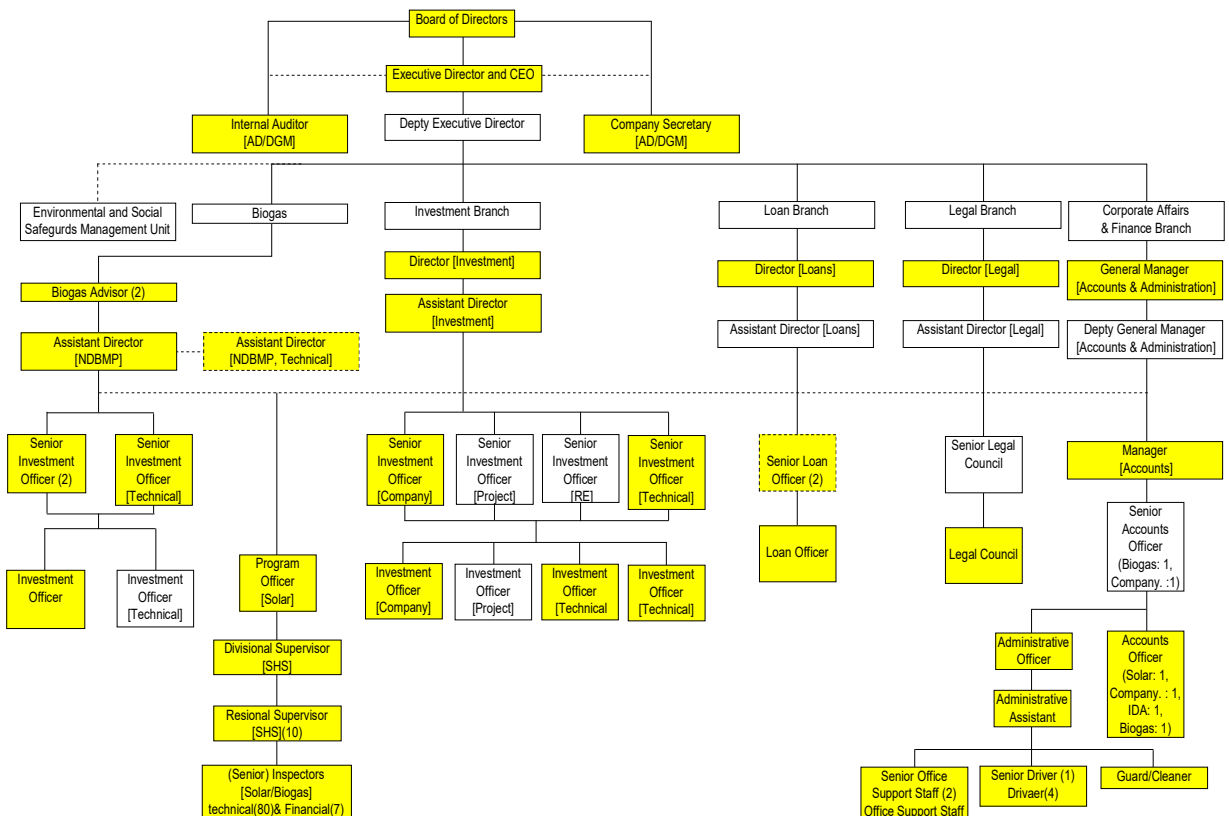 Board of Directors
Executive Director and CEO
Internal Auditor
[AD/DGM]
Depty Executive Director
Company Secretary
[AD/DGM]
Environmental and Social
Safegurds Management Unit
Biogas
Investment Branch
Loan Branch
Legal Branch
Corporate Affairs
& Finance Branch
Director [Investment]
Director [Loans]
Director [Legal]
General Manager
[Accounts & Administration]
Biogas Advisor (2)
Assistant Director
[Investment]
Assistant Director
[NDBMP]
Assistant Director
[NDBMP, Technical]
Assistant Director [Loans]
Assistant Director [Legal]
Depty General Manager
[Accounts & Administration]
Senior
Investment
Officer (2)
Senior
Investment
Officer
[Technical]
Senior
Investment
Officer
[Company]
Senior
Investment
Officer
[Project]
Senior
Investment
Officer
[RE]
Senior
Investment
Officer
[Technical]
Senior Loan
Officer (2)
Senior Legal
Council
Manager
[Accounts]
Investment
Officer
Investment
Officer
[Technical]
Program
Officer
[Solar]
Investment
Officer
[Company]
Investment
Officer
[Project]
Investment
Officer
[Technical
Investment
Officer
[Technical]
Loan Officer
Legal Council
Senior
Accounts
Officer
(Biogas: 1,
Company. :1)
Divisional Supervisor
[SHS]
Administrative
Officer
Accounts
Officer
(Solar: 1,
Company. : 1,
IDA: 1,
Biogas: 1)
Resional Supervisor
[SHS](10)
Administrative
Assistant
(Senior) Inspectors
[Solar/Biogas]
technical(80)& Financial(7)
Senior Office
Support Staff (2)
Office Support Staff
Senior Driver (1)
Drivaer(4)
Guard/Cleaner